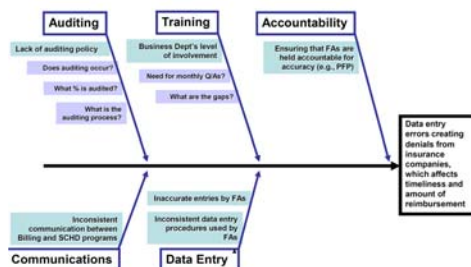 Auditing
Training
Accountability
Lack of auditing policy
Does auditing occur?
What % is audited?
What is the
auditing process?
Business Dept's level of
involvement
Need for monthly Q/As?
What are the gaps?
Ensuring that FAs are
held accountable for
accuracy (e.g., PFP)
Data entry
errors creating
denials from
insurance
companies,
which affects
timeliness and
amount of
reimbursement
Inconsistent
communication between
Billing and SCHD programs
Inaccurate entries by FAs
Inconsistent data entry
procedures used by
FAs
Communications
Data Entry